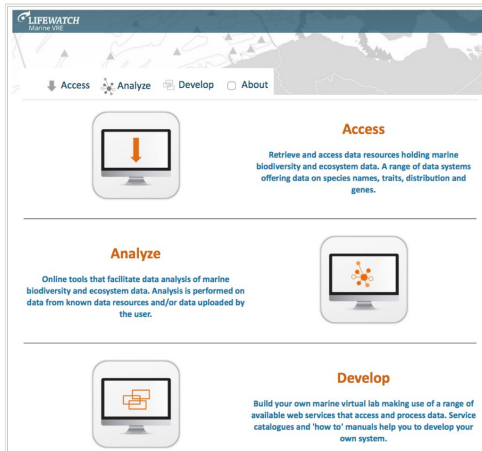 LIFEWATCH
Marine VRE
Access Analyze Develop About
Access
Retrieve and access data resources holding marine
biodiversity and ecosystem data. A range of data systems
offering data on species names, traits, distribution and
genes.
Analyze
Online tools that facilitate data analysis of marine
biodiversity and ecosystem data. Analysis is performed on
data from known data resources and/or data uploaded by
the user.
Develop
Build your own marine virtual lab making use of a range of
available web services that access and process data. Service
catalogues and 'how to' manuals help you to develop your
own system.